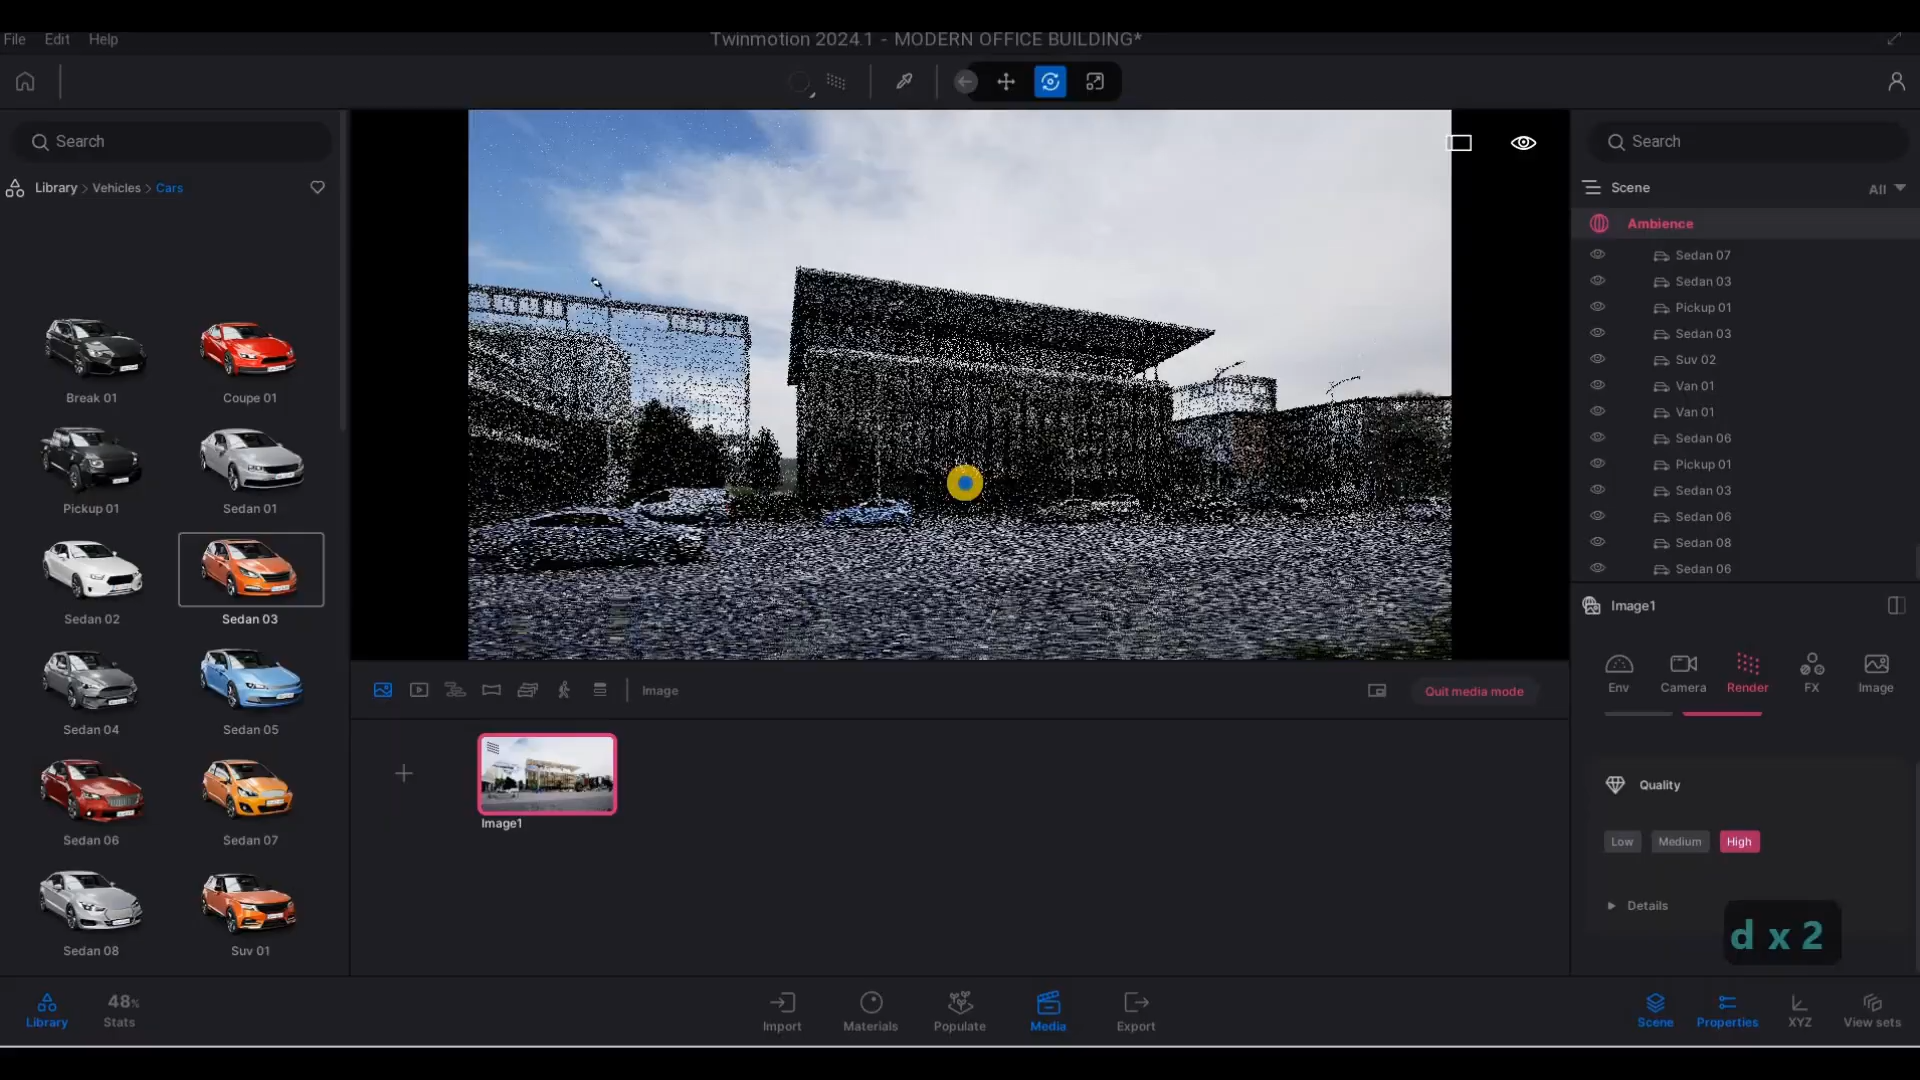 File Edit Help
Twinmotion 2024.1 - MODERN OFFICE BUILDING*
Search
Library > Vehicles > Cars
Break 01
Coupe 01
Pickup 01
Sedan 01
Sedan 02
Sedan 03
Sedan 04
Sedan 05
Sedan 06
Sedan 07
Sedan 08
Suv 01
Image
Quit media mode
Image1
Search
Scene
All
Ambience
Sedan 07
Sedan 03
Pickup 01
Sedan 03
Suv 02
Van 01
Van 01
Sedan 06
Pickup 01
Sedan 03
Sedan 06
Sedan 08
Sedan 06
Image1
Env
Camera
Render
FX
Image
Quality
Low
Medium
High
Details
d x 2
Library
48%
Stats
Import
Materials
Populate
Media
Export
Scene
Properties
XYZ
View sets